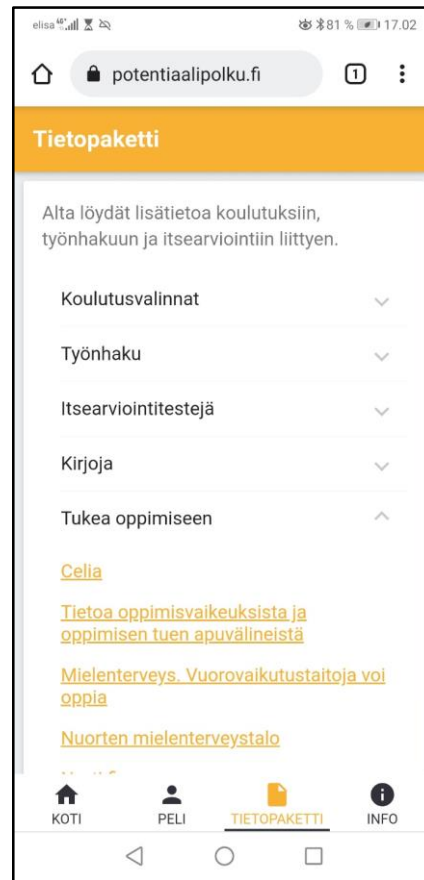 elisa 81 % 17.02
potentiaalipolku.fi 1
Tietopaketti
Alta löydät lisätietoa koulutuksiin,
työnhakuun ja itsearviointiin liittyen.
Koulutusvalinnat
Työnhaku
Itsearviointitestejä
Kirjoja
Tukea oppimiseen
Celia
Tietoa oppimisvaikeuksista ja
oppimisen tuen apuvälineistä
Mielenterveys. Vuorovaikutustaitoja voi
oppia
Nuorten mielenterveystalo
KOTI PELI TIETOPAKETTI INFO